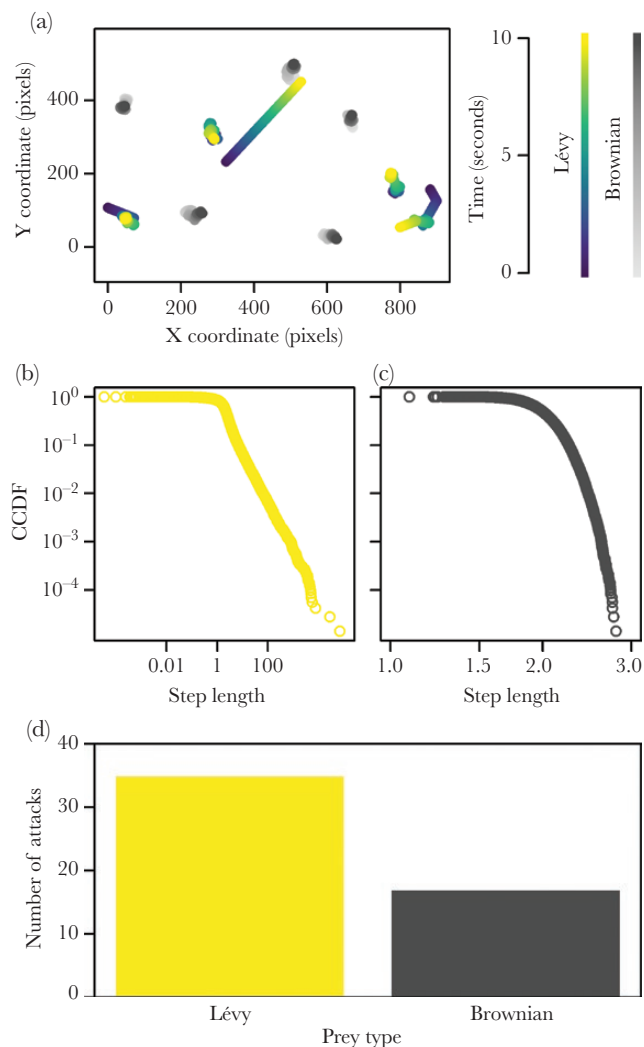 (a)
Y coordinate (pixels)
400
200
0
0 200 400 600 800
X coordinate (pixels)
Time (seconds)
10
5
0
Lévy
Brownian
(b)
(c)
CCDF
10⁰
10⁻¹
10⁻²
10⁻³
10⁻⁴
0.01 1 100
Step length
1.0 1.5 2.0 3.0
Step length
(d)
Number of attacks
40
30
20
10
0
Lévy Brownian
Prey type